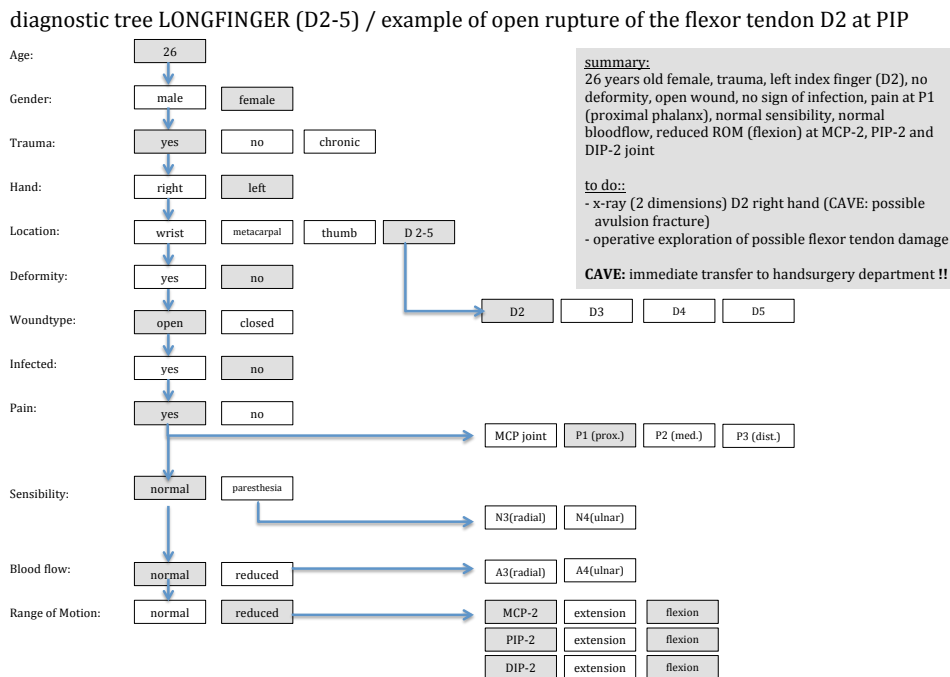 diagnostic tree LONGFINGER (D2-5) / example of open rupture of the flexor tendon D2 at PIP
Age: 26
Gender: male female
Trauma: yes no chronic
Hand: right left
Location: wrist metacarpal thumb D 2-5
Deformity: yes no
D2 D3 D4 D5
Woundtype: open closed
Infected: yes no
Pain: yes no
MCP joint P1 (prox.) P2 (med.) P3 (dist.)
Sensibility: normal paresthesia
N3(radial) N4(ulnar)
Blood flow: normal reduced A3(radial) A4(ulnar)
Range of Motion: normal reduced MCP-2 extension flexion
PIP-2 extension flexion
DIP-2 extension flexion
summary:
26 years old female, trauma, left index finger (D2), no
deformity, open wound, no sign of infection, pain at P1
(proximal phalanx), normal sensibility, normal
bloodflow, reduced ROM (flexion) at MCP-2, PIP-2 and
DIP-2 joint
to do::
- x-ray (2 dimensions) D2 right hand (CAVE: possible
avulsion fracture)
- operative exploration of possible flexor tendon damage
CAVE: immediate transfer to handsurgery department !!